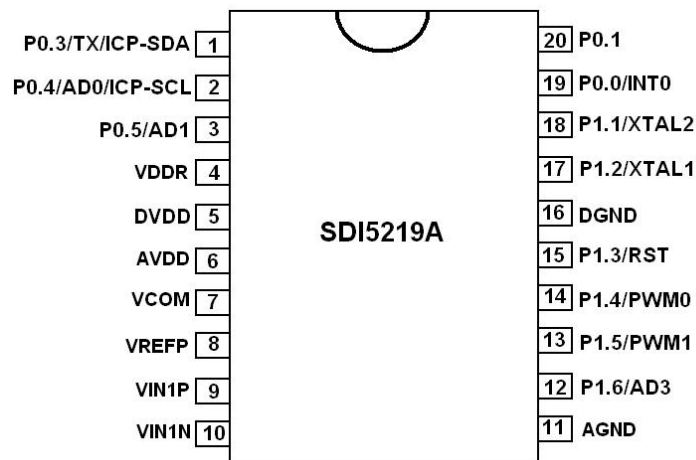 P0.3/TX/ICP-SDA 1
P0.4/AD0/ICP-SCL 2
P0.5/AD1 3
VDDR 4
DVDD 5
AVDD 6
VCOM 7
VREFP 8
VIN1P 9
VIN1N 10
SDI5219A
20 P0.1
19 P0.0/INT0
18 P1.1/XTAL2
17 P1.2/XTAL1
16 DGND
15 P1.3/RST
14 P1.4/PWM0
13 P1.5/PWM1
12 P1.6/AD3
11 AGND